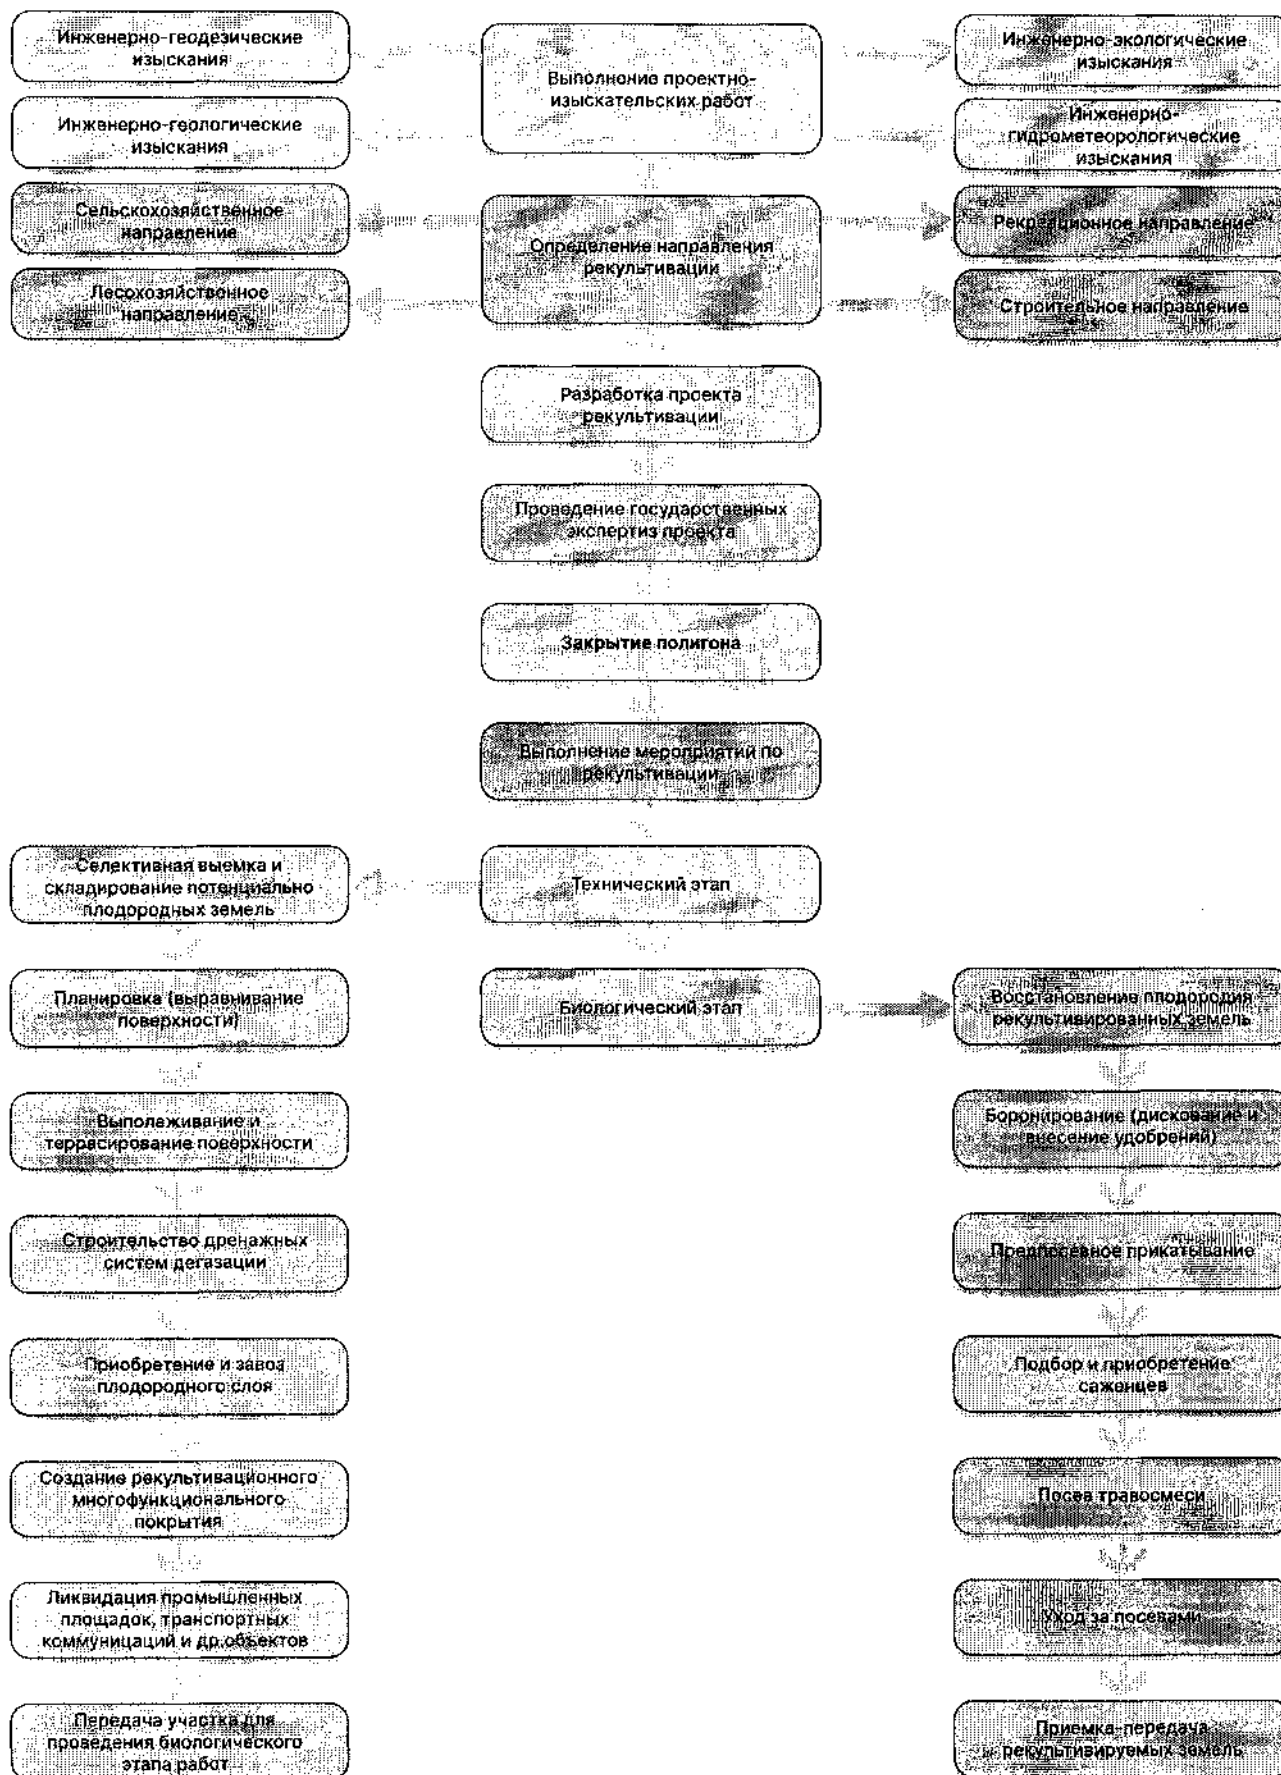 Инженерно-геодезические
изыскания
Выполнение проектно-
изыскательских работ
Инженерно-экологические
изыскания
Инженерно-геологические
изыскания
Инженерно-
гидрометеорологические
изыскания
Сельскохозяйственное
направление
Определение направления
рекультивации
Рекреационное направление
Лесохозяйственное
направление
Строительное направление
Разработка проекта
рекультивации
Проведение государственных
экспертиз проекта
Закрытие полигона
Выполнение мероприятий по
рекультивации
Технический этап
Селективная выемка и
складирование потенциально
плодородных земель
Биологический этап
Планировка (выравнивание
поверхности)
Выполаживание и
террасирование поверхности
Строительство дренажных
систем дегазации
Приобретение и завоз
плодородного слоя
Создание рекультивационного
многофункционального
покрытия
Ликвидация промышленных
площадок, транспортных
коммуницаций и др.объектов
Передача участка для
проведения биологического
этапа работ
Восстановление плодородия
рекультивированных земель
Боронирование (дискование и
внесение удобрений)
Предпосевное прикатывание
Подбор и приобретение
саженцев
Посев травосмеси
Уход за посевами
Приемка-передача
рекультивируемых земель